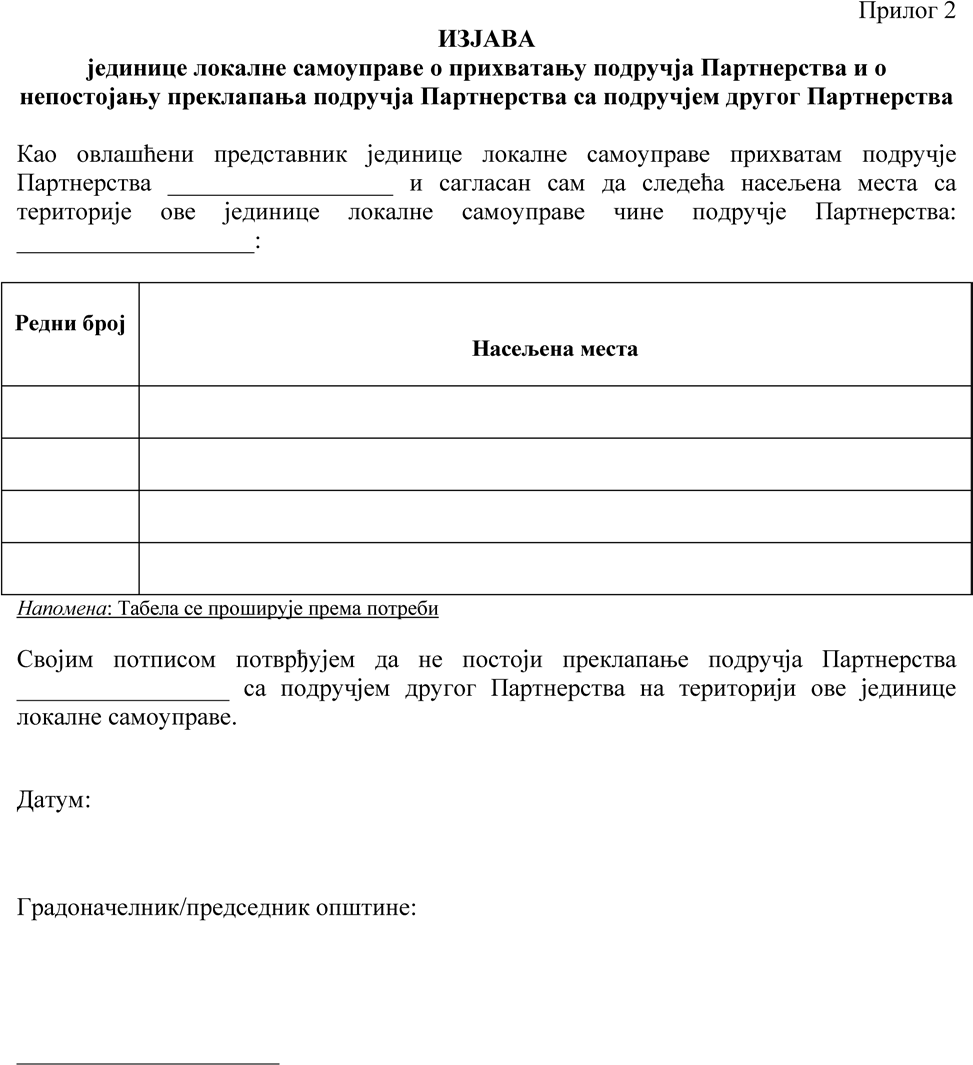 Прилог 2
ИЗЈАВА
јединице локалне самоуправе о прихватању подручја Партнерства и о
непостојању преклапања подручја Партнерства са подручјем другог Партнерства
Као овлашћени представник јединице локалне самоуправе прихватам подручје
Партнерства __________________ и сагласан сам да следећа насељена места са
територије ове јединице локалне самоуправе чине подручје Партнерства:
___________________:
Редни број
Насељена места
Напомена: Табела се проширује према потреби
Својим потписом потврђујем да не постоји преклапање подручја Партнерства
_________________ са подручјем другог Партнерства на територији ове јединице
локалне самоуправе.
Датум:
Градоначелник/председник општине:
_____________________